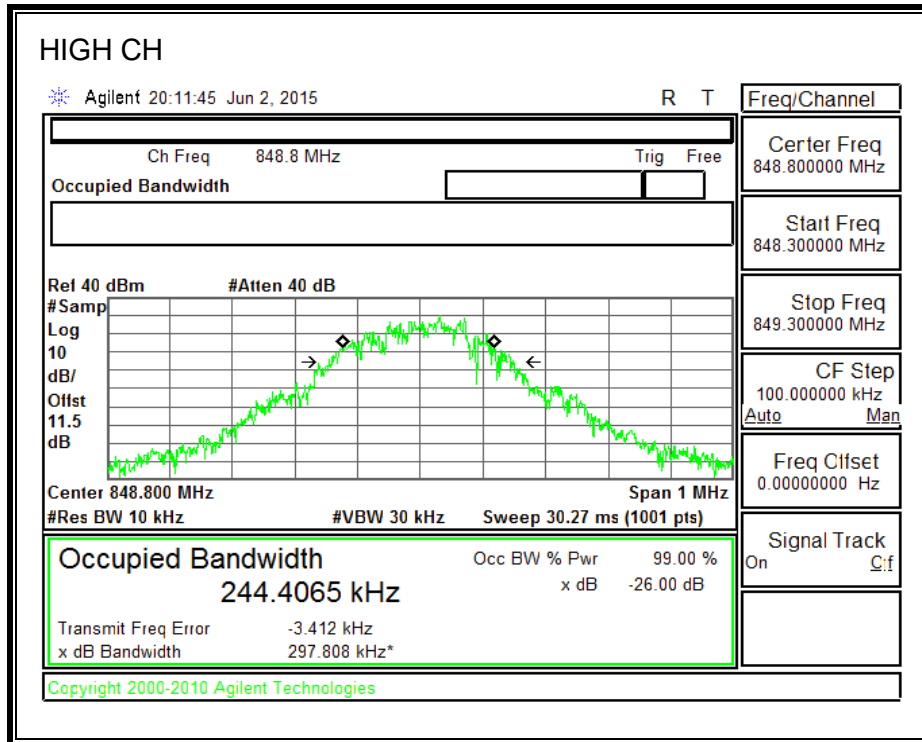 HIGH CH
Agilent 20:11:45 Jun 2, 2015 R T
Freq/Channel
Ch Freq 848.8 MHz Trig Free
Occupied Bandwidth
Center Freq
848.800000 MHz
Start Freq
848.300000 MHz
Stop Freq
849.300000 MHz
CF Step
100.000000 kHz
Auto Man
Freq Offset
0.00000000 Hz
Signal Track
On Off
Ref 40 dBm #Atten 40 dB
#Samp
Log
10
dB/
Offst
11.5
dB
Center 848.800 MHz Span 1 MHz
#Res BW 10 kHz #VBW 30 kHz Sweep 30.27 ms (1001 pts)
Occupied Bandwidth Occ BW % Pwr 99.00 %
244.4065 kHz x dB -26.00 dB
Transmit Freq Error -3.412 kHz
x dB Bandwidth 297.808 kHz*
Copyright 2000-2010 Agilent Technologies